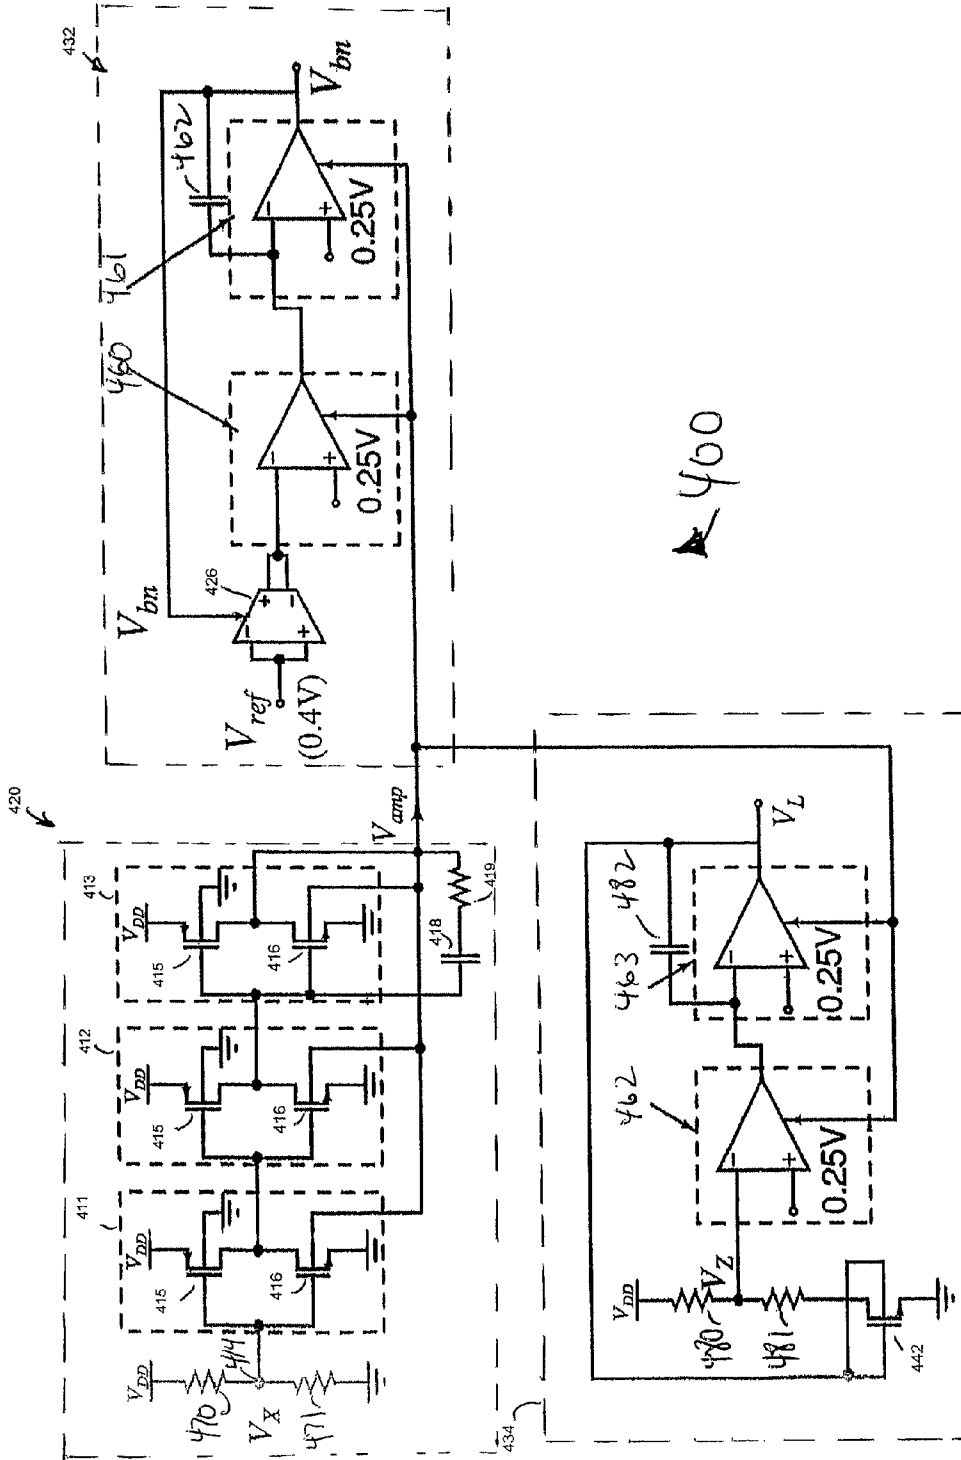 432
V_bn
462
461
460
V_bn
0.25V
0.25V
426
V_ref
(0.4V)
- +
- +
+ -
- +
400
420
V_amp
413
V_DD
415
416
418
419
412
V_DD
415
416
411
V_DD
415
416
V_DD
470
414
V_X
471
434
V_L
482
463
0.25V
- +
462
0.25V
- +
V_Z
V_DD
480
481
442